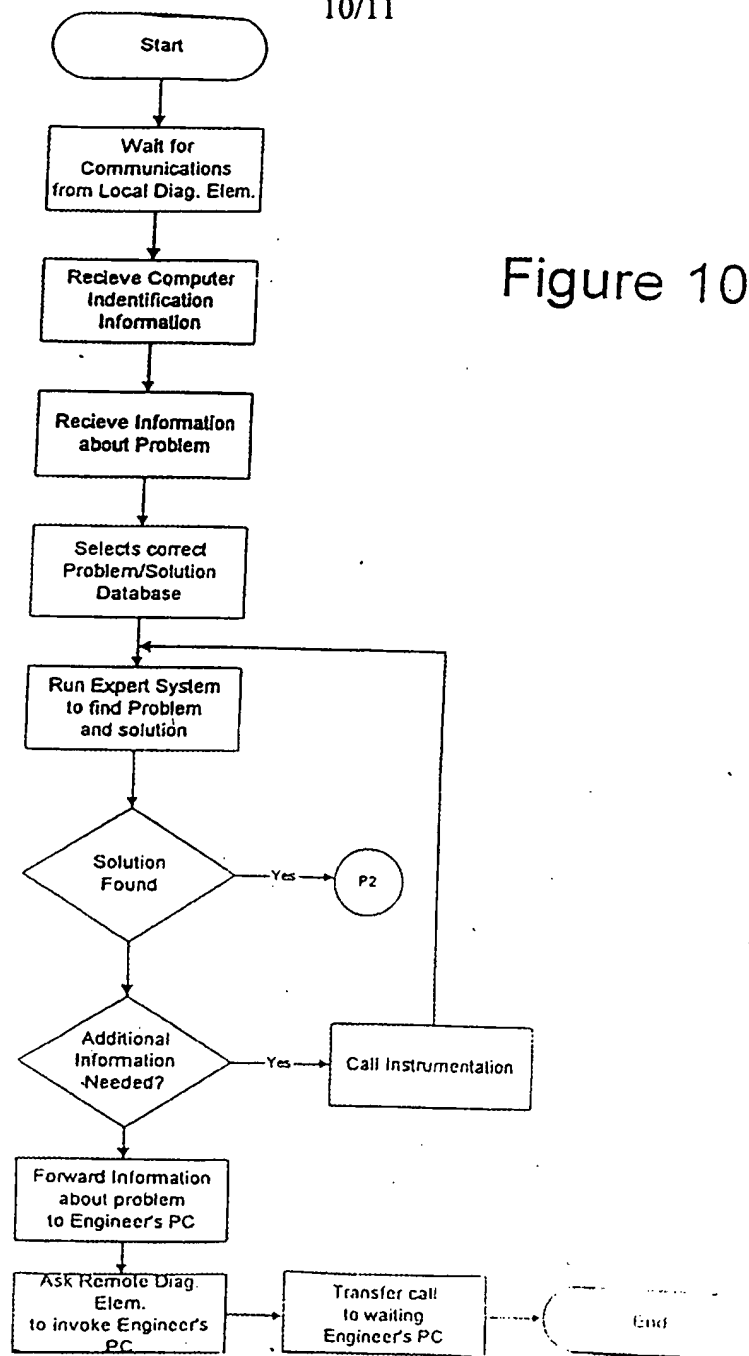 10/11
Start
Wait for
Communications
from Local Diag. Elem.
Recieve Computer
Indentification
Information
Figure 10
Recieve Information
about Problem
Selects correct
Problem/Solution
Database
Run Expert System
to find Problem
and solution
Solution
Found
Yes
P2
Additional
Information
Needed?
Yes
Call Instrumentation
Forward Information
about problem
to Engineer's PC
Ask Remote Diag.
Elem.
to invoke Engineer's
PC
Transfer call
to waiting
Engineer's PC
End